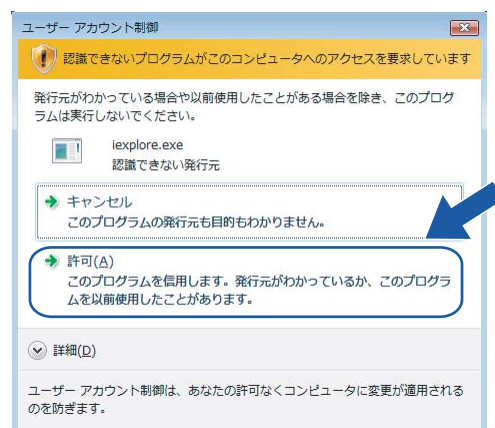 ユーザー アカウント制御
認識できないプログラムがこのコンピュータへのアクセスを要求しています
発行元がわかっている場合や以前使用したことがある場合を除き、このプログ
ラムは実行しないでください。
iexplore.exe
認識できない発行元
キャンセル
このプログラムの発行元も目的もわかりません。
許可(A)
このプログラムを信用します。発行元がわかっているか、このプログラ
ムを以前使用したことがあります。
詳細(D)
ユーザー アカウント制御は、あなたの許可なくコンピュータに変更が適用される
のを防ぎます。